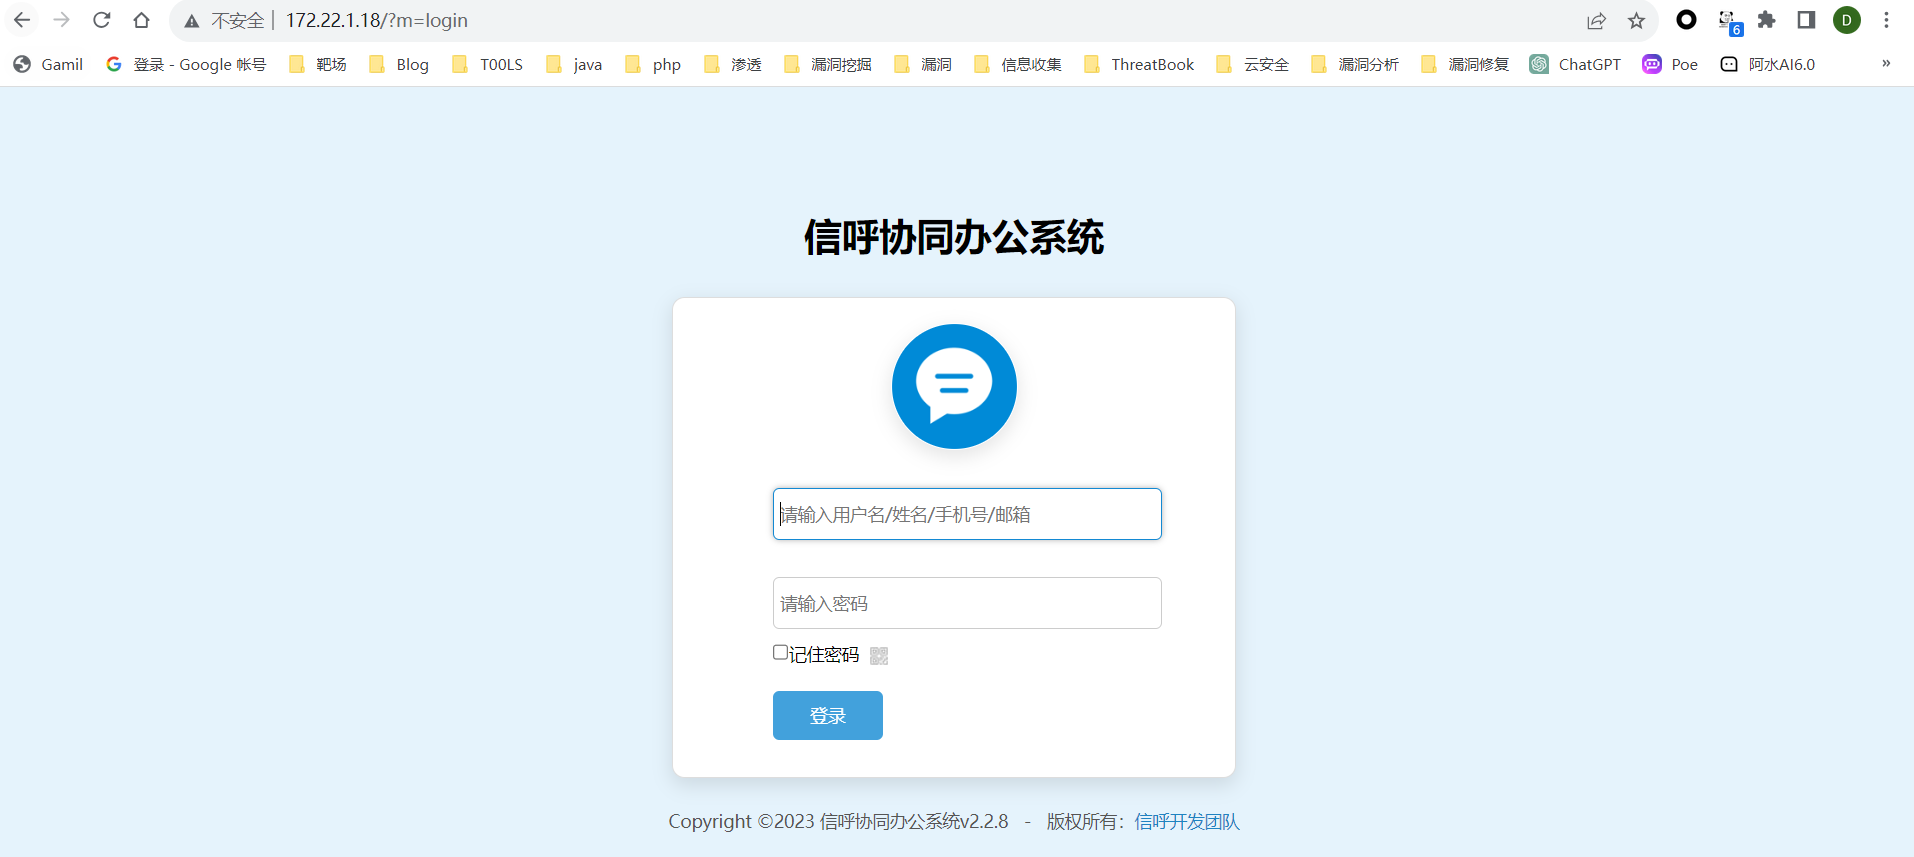 不安全 172.22.1.18/?m=login
6 D
Gamil 登录 - Google 帐号 靶场 Blog T00LS java php 渗透 漏洞挖掘 漏洞 信息收集 ThreatBook 云安全 漏洞分析 漏洞修复 ChatGPT Poe 阿水AI6.0 »
信呼协同办公系统
请输入用户名/姓名/手机号/邮箱
请输入密码
记住密码
登录
Copyright ©2023 信呼协同办公系统v2.2.8 - 版权所有：信呼开发团队